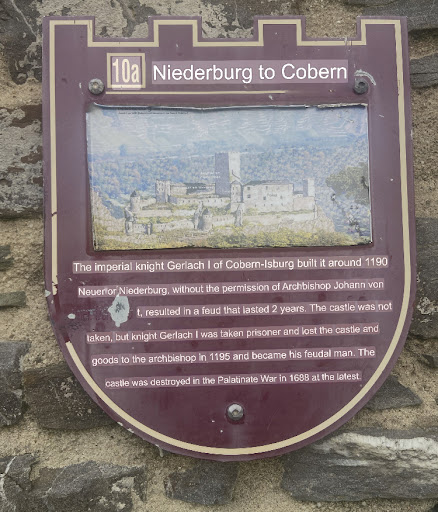 10a Niederburg to Cobern
The imperial knight Gerlach I of Cobern-Isburg built it around 1190
Neuertor Niederburg, without the permission of Archbishop Johann von
t, resulted in a feud that lasted 2 years. The castle was not
taken, but knight Gerlach I was taken prisoner and lost the castle and
goods to the archbishop in 1195 and became his feudal man. The
castle was destroyed in the Palatinate War in 1688 at the latest.